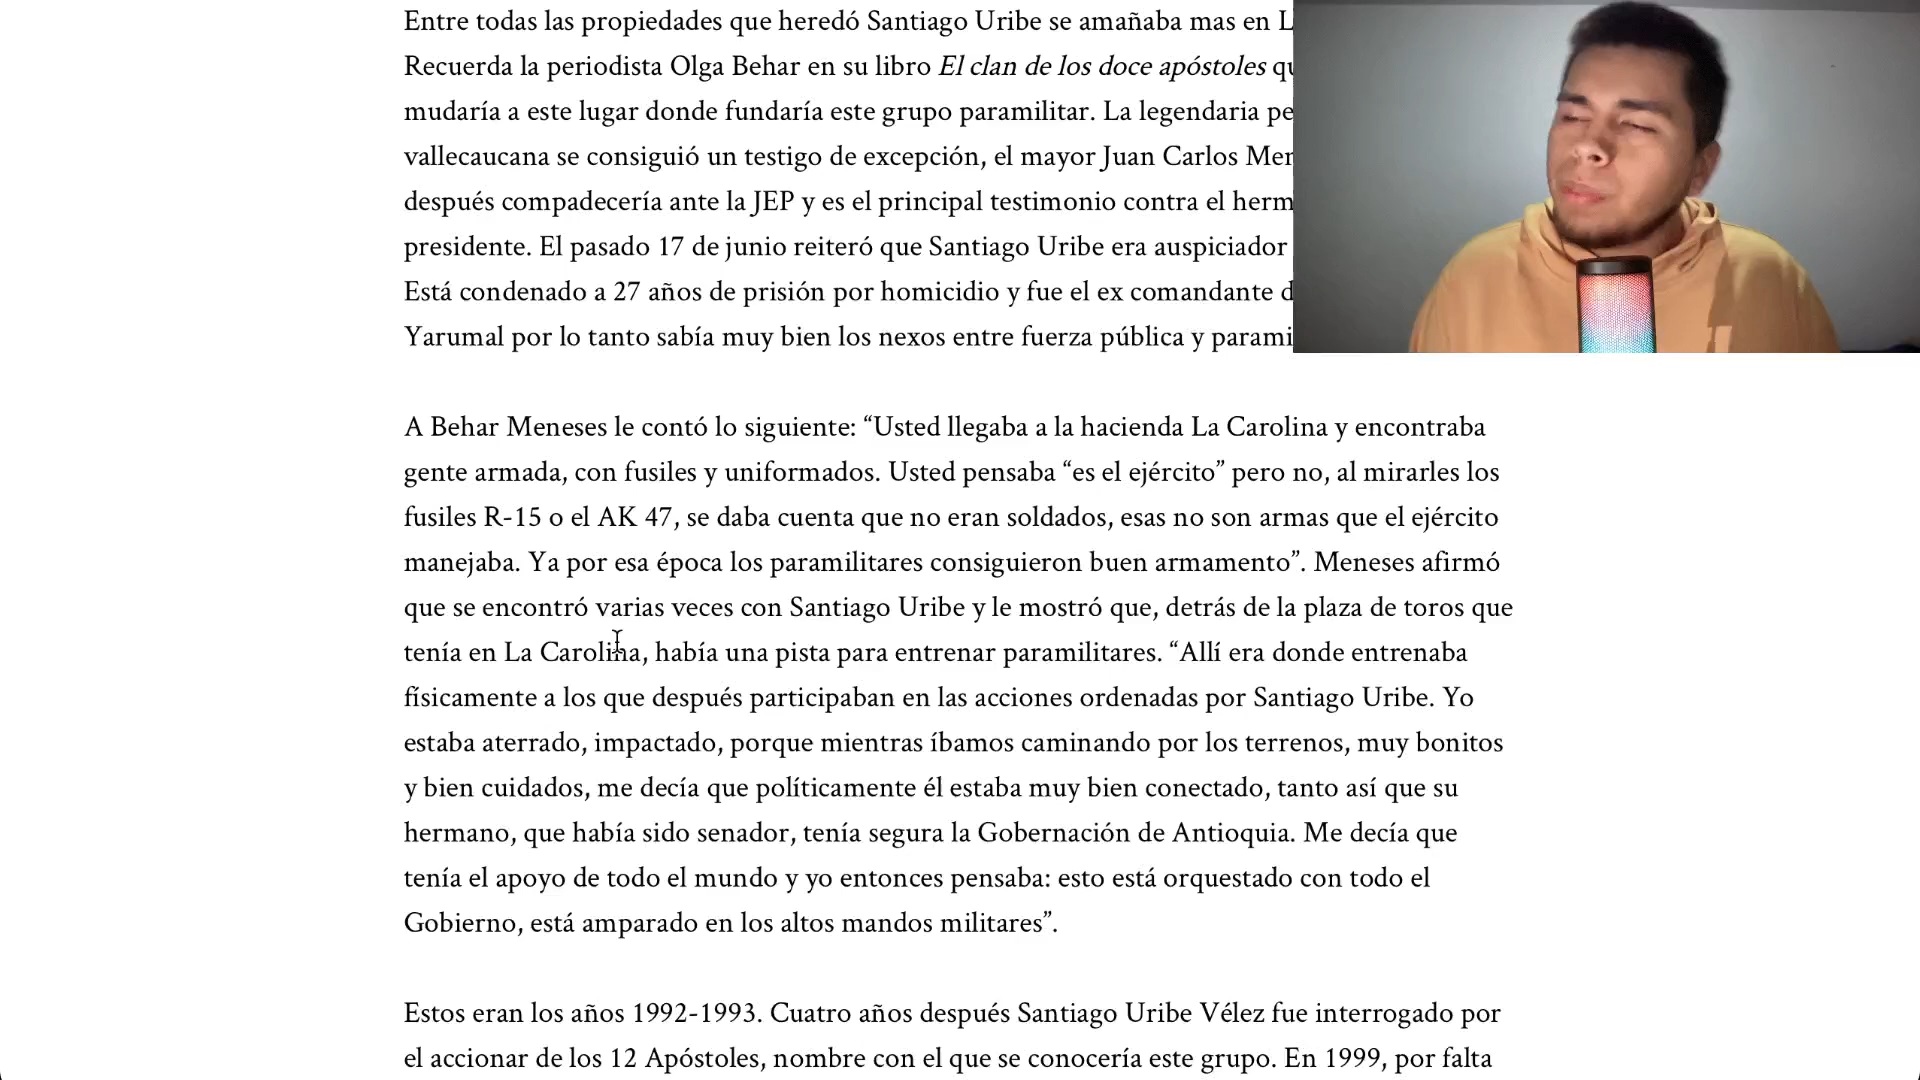 Entre todas las propiedades que heredó Santiago Uribe se amañaba mas en
Recuerda la periodista Olga Behar en su libro El clan de los doce apóstoles
mudaría a este lugar donde fundaría este grupo paramilitar. La legendaria
vallecaucana se consiguió un testigo de excepción, el mayor Juan Carlos
después compadecería ante la JEP y es el principal testimonio contra el
presidente. El pasado 17 de junio reiteró que Santiago Uribe era auspiciador
Está condenado a 27 años de prisión por homicidio y fue el ex comandante
Yarumal por lo tanto sabía muy bien los nexos entre fuerza pública y
A Behar Meneses le contó lo siguiente: “Usted llegaba a la hacienda La Carolina y encontraba
gente armada, con fusiles y uniformados. Usted pensaba “es el ejército” pero no, al mirarles los
fusiles R-15 o el AK 47, se daba cuenta que no eran soldados, esas no son armas que el ejército
manejaba. Ya por esa época los paramilitares consiguieron buen armamento”. Meneses afirmó
que se encontró varias veces con Santiago Uribe y le mostró que, detrás de la plaza de toros que
tenía en La Carolina, había una pista para entrenar paramilitares. “Allí era donde entrenaba
físicamente a los que después participaban en las acciones ordenadas por Santiago Uribe. Yo
estaba aterrado, impactado, porque mientras íbamos caminando por los terrenos, muy bonitos
y bien cuidados, me decía que políticamente él estaba muy bien conectado, tanto así que su
hermano, que había sido senador, tenía segura la Gobernación de Antioquia. Me decía que
tenía el apoyo de todo el mundo y yo entonces pensaba: esto está orquestado con todo el
Gobierno, está amparado en los altos mandos militares”.
Estos eran los años 1992-1993. Cuatro años después Santiago Uribe Vélez fue interrogado por
el accionar de los 12 Apóstoles, nombre con el que se conocería este grupo. En 1999, por falta